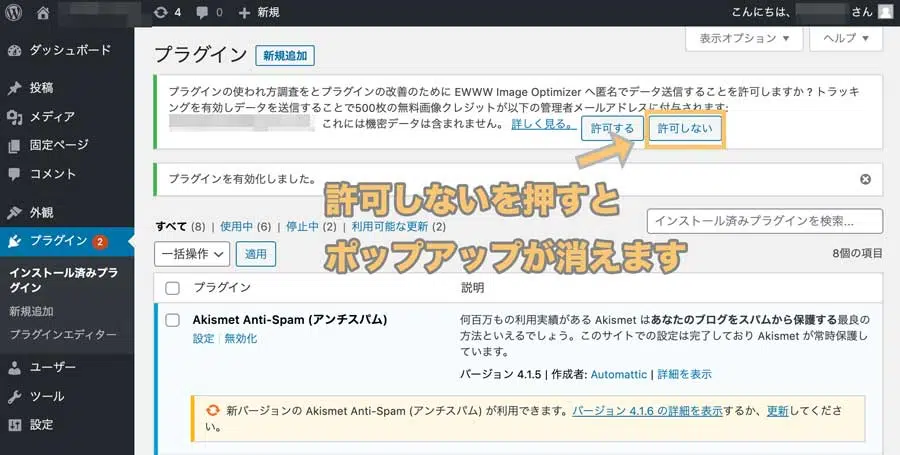 4 0 新規 こんにちは、 さん
表示オプション ▼ ヘルプ ▼
プラグイン 新規追加
プラグインの使われ方調査をとプラグインの改善のために EWWW Image Optimizer へ匿名でデータ送信することを許可しますか ? トラッキ
ングを有効しデータを送信することで500枚の無料画像クレジットが以下の管理者メールアドレスに付与されます:
これには機密データは含まれません。 詳しく見る。 許可する 許可しない
プラグインを有効化しました。
許可しないを押すと
ポップアップが消えます
すべて (8) | 使用中 (6) | 停止中 (2) | 利用可能な更新 (2)
インストール済みプラグインを検索...
一括操作 適用 8個の項目
プラグイン 説明
Akismet Anti-Spam (アンチスパム)
設定 | 無効化
何百万もの利用実績がある Akismet はあなたのブログをスパムから保護する最良の
方法といえるでしょう。このサイトでの設定は完了しており Akismet が常時保護し
ています。
バージョン 4.1.5 | 作成者: Automattic | 詳細を表示
新バージョンの Akismet Anti-Spam (アンチスパム) が利用できます。バージョン 4.1.6 の詳細を表示するか、更新してくださ
い。
ダッシュボード
投稿
メディア
固定ページ
コメント
外観
プラグイン 2
インストール済みプラ
グイン
新規追加
プラグインエディター
ユーザー
ツール
設定